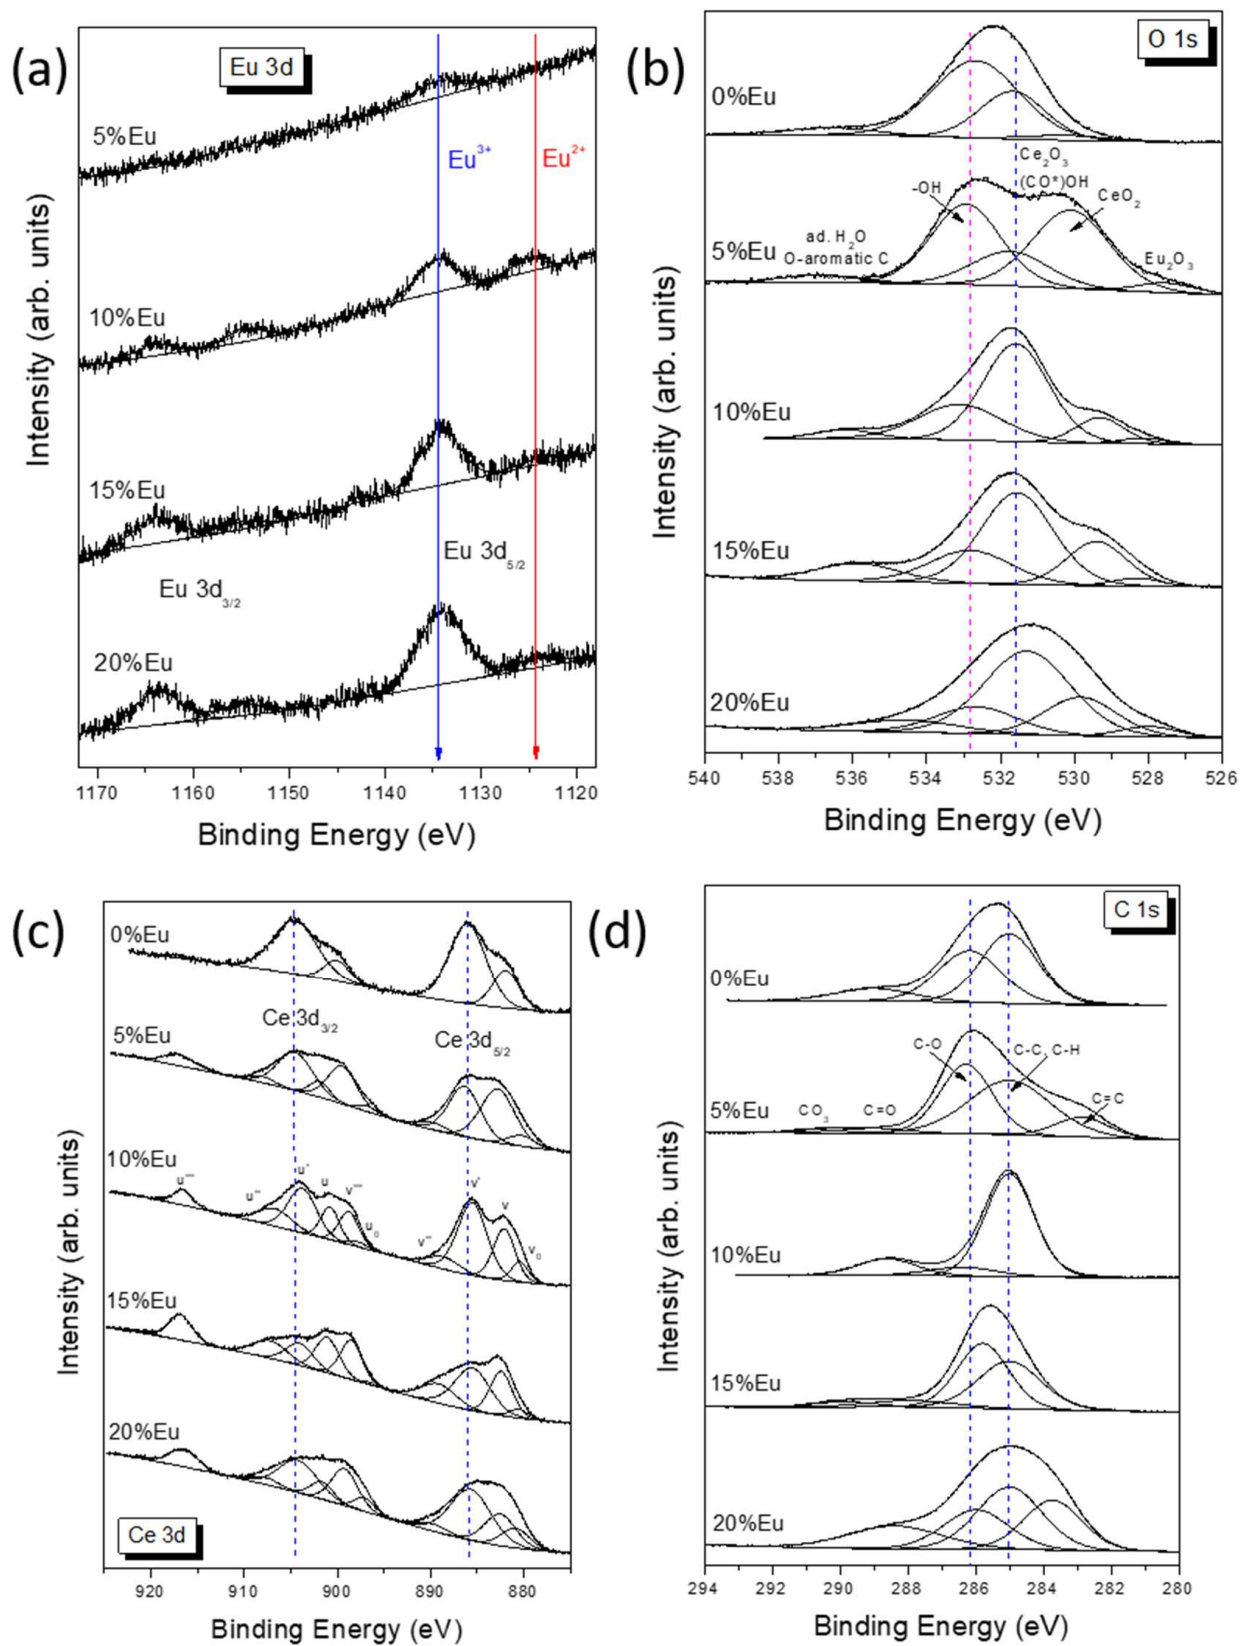 (a)
Eu 3d
5%Eu
Eu³⁺
Eu²⁺
10%Eu
15%Eu
Eu 3d₅/₂
Eu 3d₃/₂
20%Eu
1170 1160 1150 1140 1130 1120
Binding Energy (eV)
Intensity (arb. units)
(b)
O 1s
0%Eu
Ce₂O₃
(CO*)OH
-OH
CeO₂
ad. H₂O
O-aromatic C
5%Eu
Eu₂O₃
10%Eu
15%Eu
20%Eu
540 538 536 534 532 530 528 526
Binding Energy (eV)
Intensity (arb. units)
(c)
0%Eu
Ce 3d₃/₂
5%Eu
Ce 3d₅/₂
10%Eu
u''' u'' u' u v''' u₀ v'' v' v v₀
15%Eu
20%Eu
Ce 3d
920 910 900 890 880
Binding Energy (eV)
Intensity (arb. units)
(d)
C 1s
0%Eu
C-O
C-C, C-H
C=C
5%Eu
CO₃
C=O
10%Eu
15%Eu
20%Eu
294 292 290 288 286 284 282 280
Binding Energy (eV)
Intensity (arb. units)